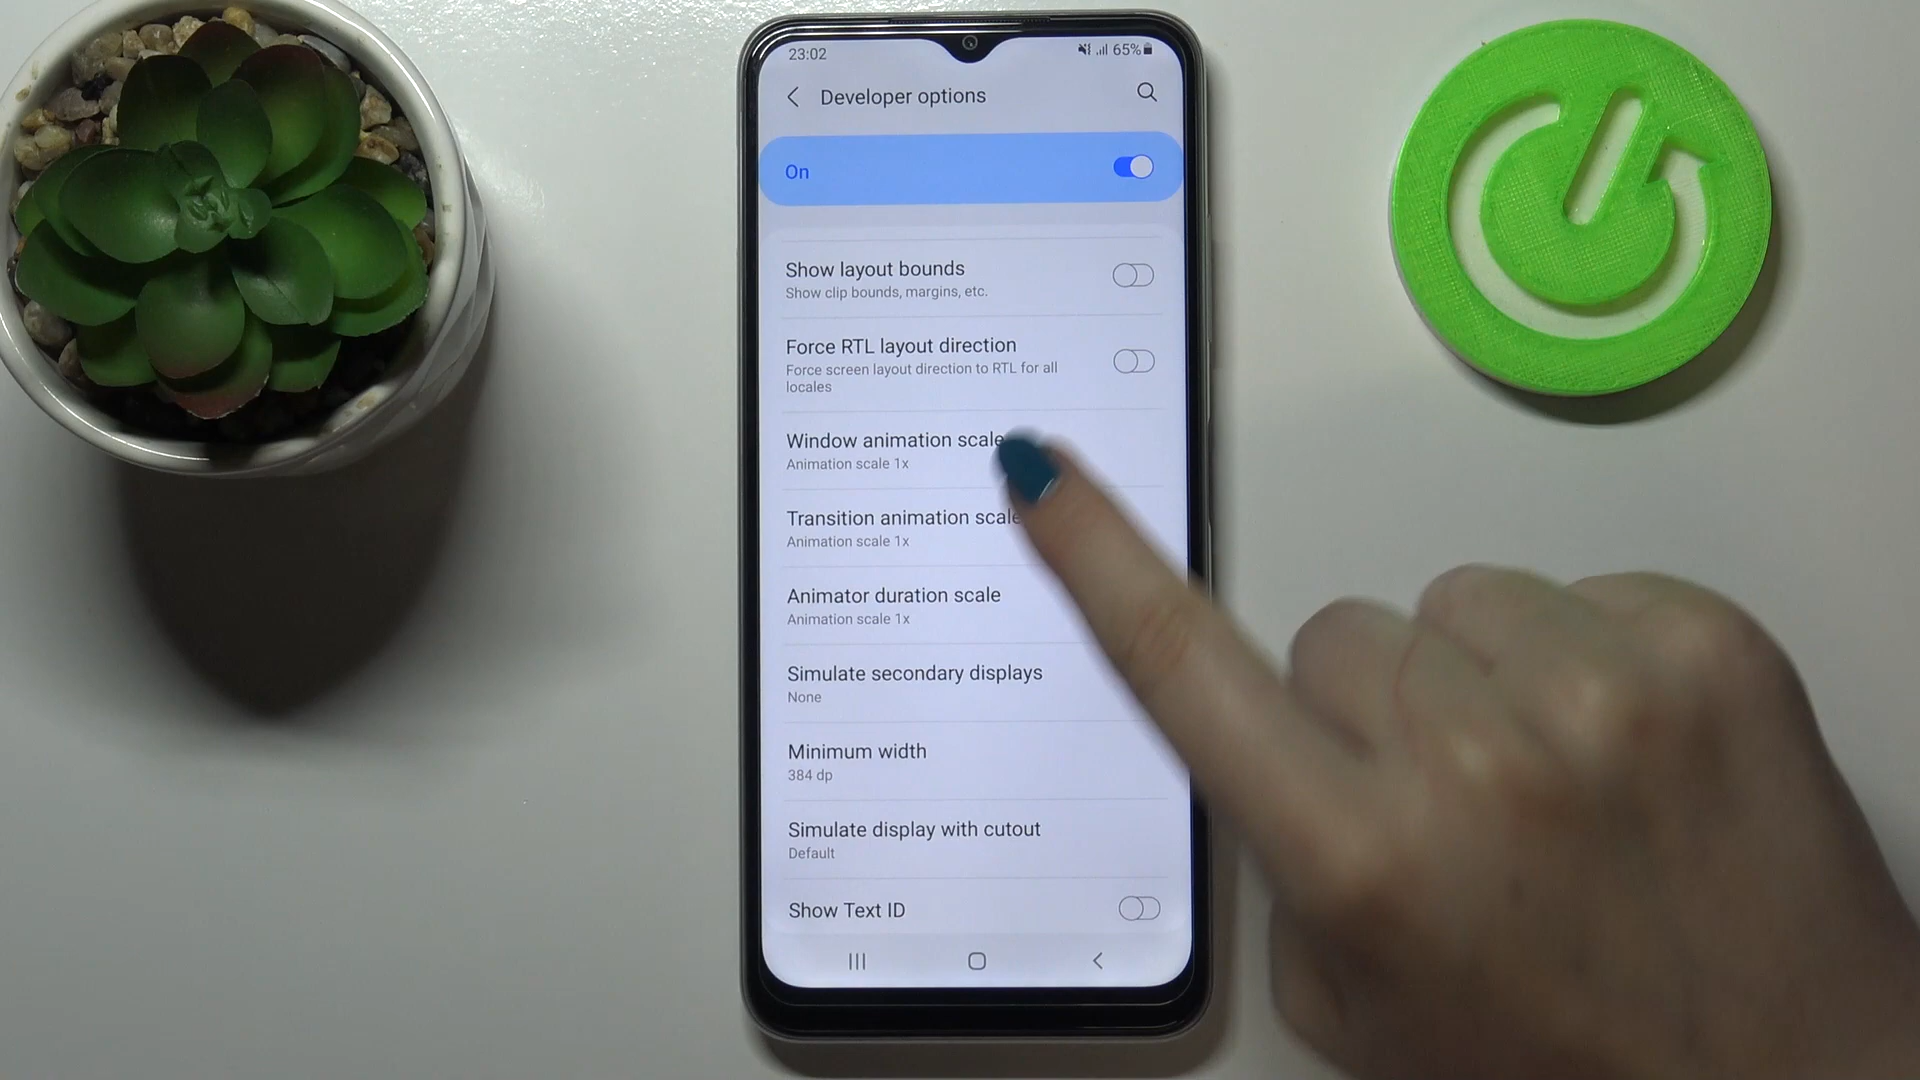 23:02
65%
Developer options
On
Show layout bounds
Show clip bounds, margins, etc.
Force RTL layout direction
Force screen layout direction to RTL for all
locales
Window animation scale
Animation scale 1x
Transition animation scale
Animation scale 1x
Animator duration scale
Animation scale 1x
Simulate secondary displays
None
Minimum width
384 dp
Simulate display with cutout
Default
Show Text ID